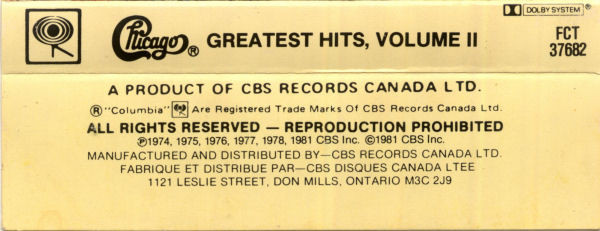 DOLBY SYSTEM ®
Chicago ® GREATEST HITS, VOLUME II
FCT
37682
A PRODUCT OF CBS RECORDS CANADA LTD.
® "Columbia" Are Registered Trade Marks Of CBS Records Canada Ltd.
ALL RIGHTS RESERVED — REPRODUCTION PROHIBITED
℗1974, 1975, 1976, 1977, 1978, 1981 CBS Inc. ©1981 CBS Inc.
MANUFACTURED AND DISTRIBUTED BY—CBS RECORDS CANADA LTD.
FABRIQUE ET DISTRIBUE PAR—CBS DISQUES CANADA LTEE
1121 LESLIE STREET, DON MILLS, ONTARIO M3C 2J9